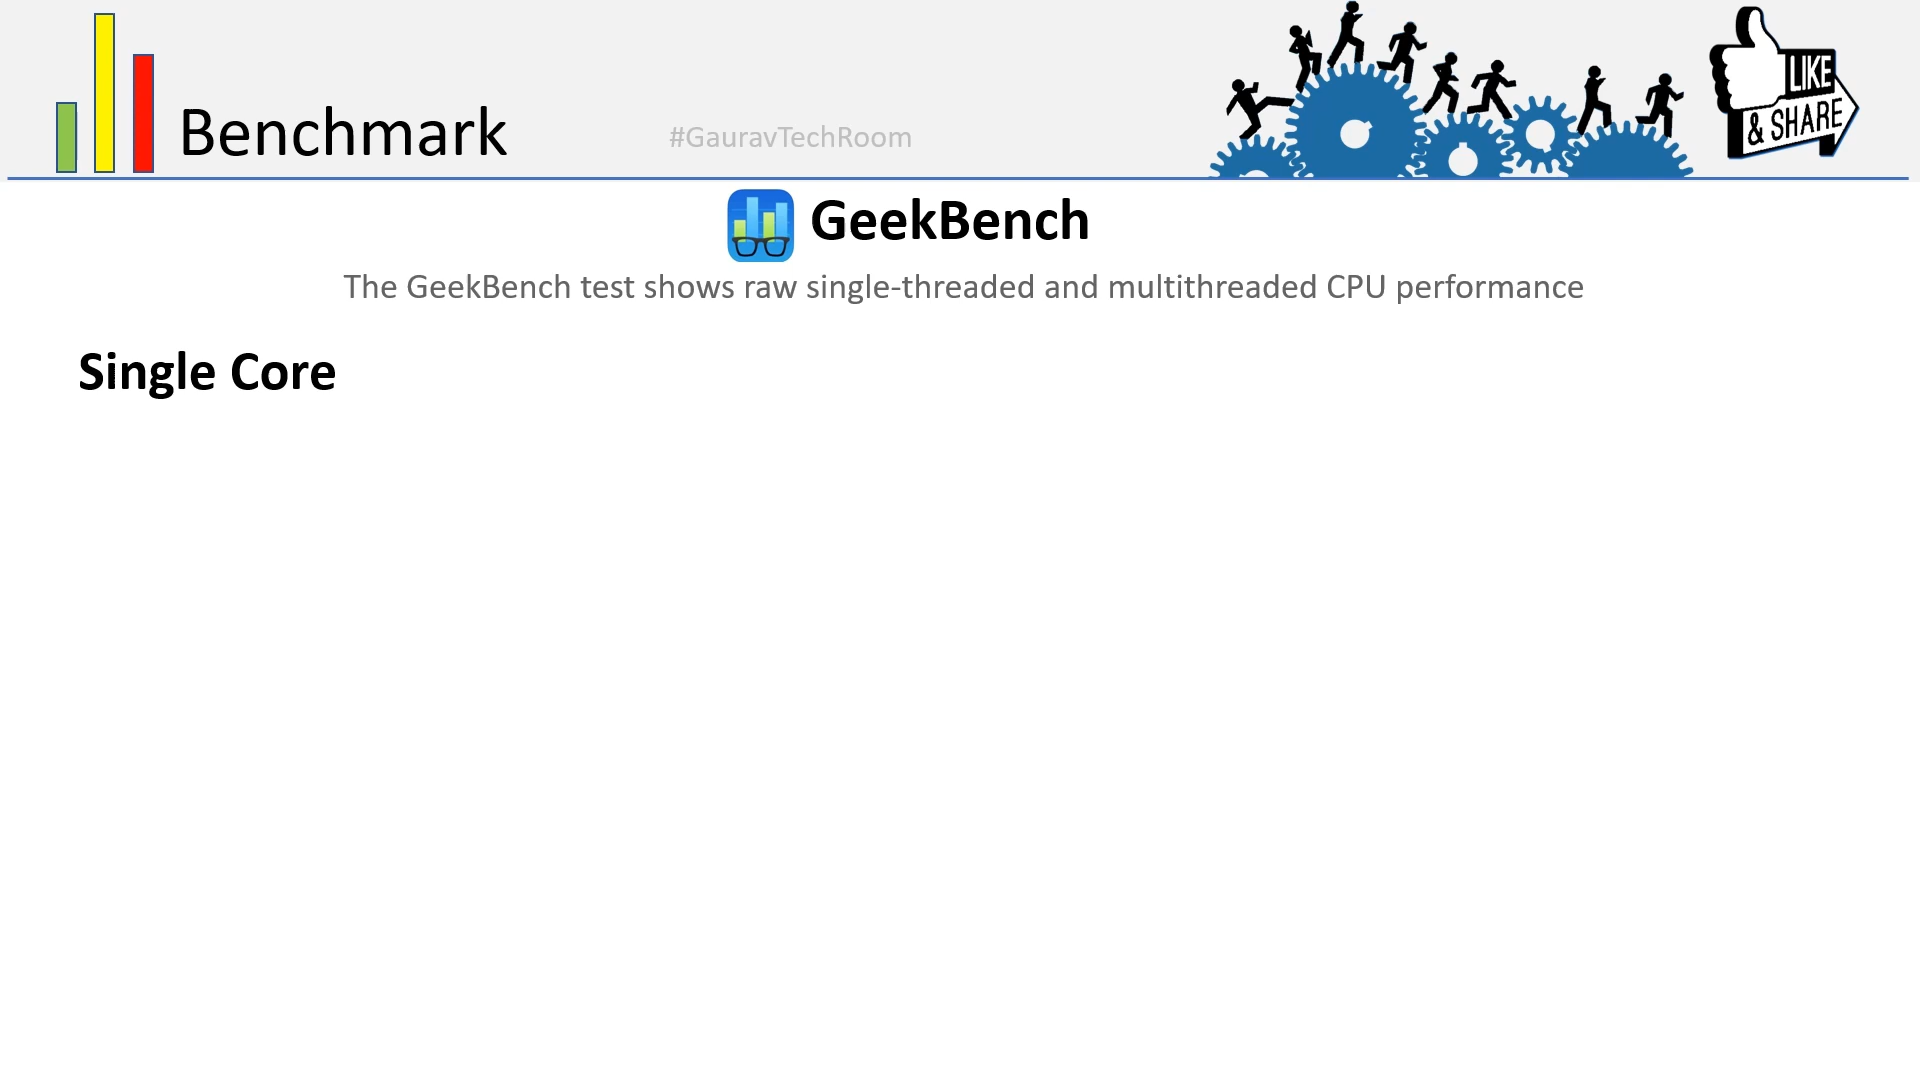 Benchmark
#GauravTechRoom
LIKE
& SHARE
GeekBench
The GeekBench test shows raw single-threaded and multithreaded CPU performance
Single Core